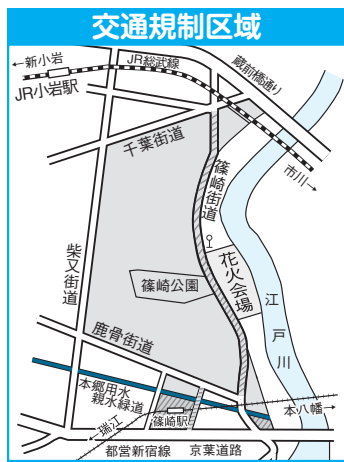 交通規制区域
←新小岩
JR総武線
蔵前橋通り
JR小岩駅
千葉街道
市川→
篠崎街道
柴又街道
花火会場
篠崎公園
江戸川
鹿骨街道
本郷用水
親水緑道
篠崎駅
本八幡→
←瑞江
都営新宿線
京葉道路